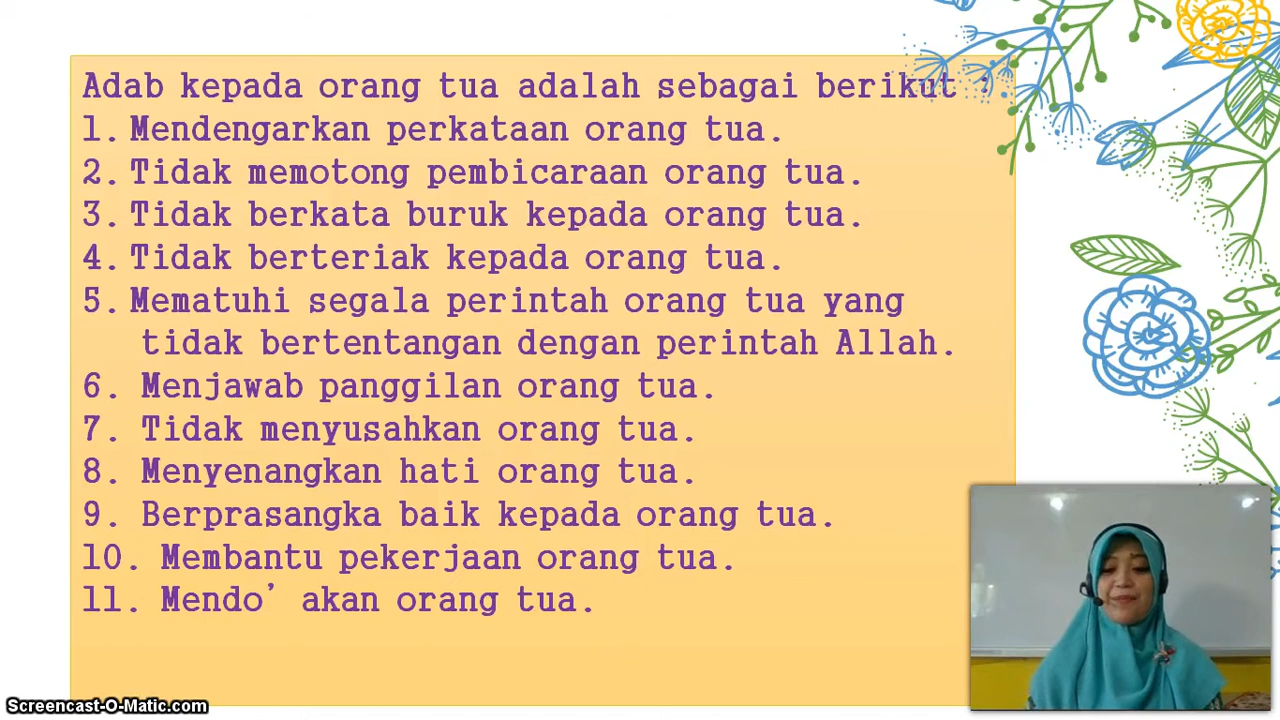 Adab kepada orang tua adalah sebagai berikut :
1. Mendengarkan perkataan orang tua.
2. Tidak memotong pembicaraan orang tua.
3. Tidak berkata buruk kepada orang tua.
4. Tidak berteriak kepada orang tua.
5. Mematuhi segala perintah orang tua yang
tidak bertentangan dengan perintah Allah.
6. Menjawab panggilan orang tua.
7. Tidak menyusahkan orang tua.
8. Menyenangkan hati orang tua.
9. Berprasangka baik kepada orang tua.
10. Membantu pekerjaan orang tua.
11. Mendo’ akan orang tua.
Screencast-O-Matic.com